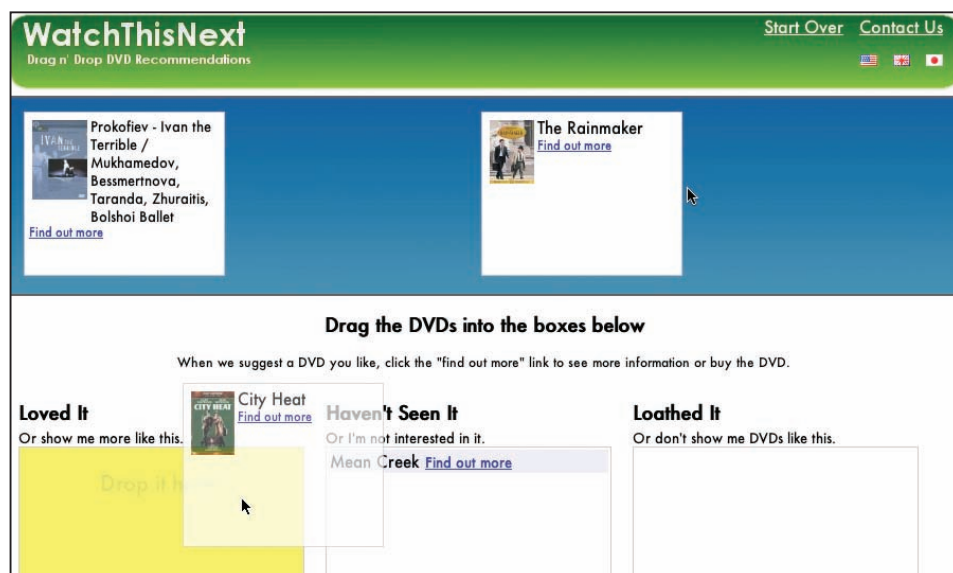 WatchThisNext
Drag n' Drop DVD Recommendations
Start Over Contact Us
Prokofiev - Ivan the
Terrible /
Mukhamedov,
Bessmertnova,
Taranda, Zhuraitis,
Bolshoi Ballet
Find out more
The Rainmaker
Find out more
Drag the DVDs into the boxes below
When we suggest a DVD you like, click the "find out more" link to see more information or buy the DVD.
City Heat
Find out more
CITY HEAT
Loved It
Or show me more like this.
Drop it h
Haven't Seen It
Or I'm not interested in it.
Mean Creek Find out more
Loathed It
Or don't show me DVDs like this.